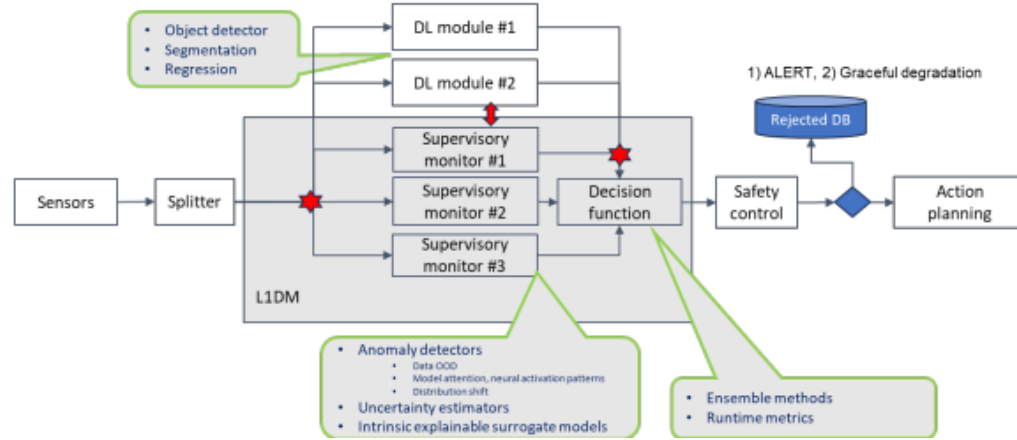 Object detector
Segmentation
Regression
DL module #1
DL module #2
1) ALERT, 2) Graceful degradation
Rejected DB
Supervisory
monitor #1
Sensors
Splitter
Supervisory
monitor #2
Decision
function
Safety
control
Action
planning
Supervisory
monitor #3
L1DM
Anomaly detectors
Data OOD
Model attention, neural activation patterns
Distribution shift
Uncertainty estimators
Intrinsic explainable surrogate models
Ensemble methods
Runtime metrics